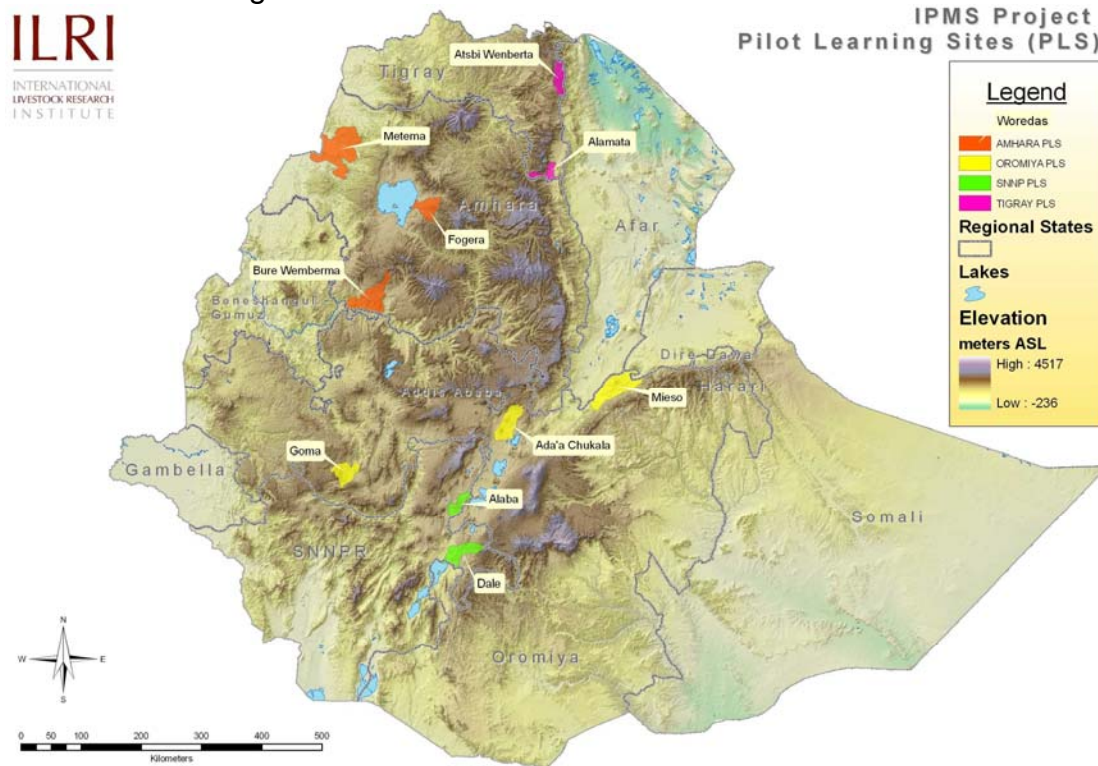 ILRI
INTERNATIONAL
LIVESTOCK RESEARCH
INSTITUTE
IPMS Project
Pilot Learning Sites (PLS)
Legend
Woredas
AMHARA PLS
OROMIYA PLS
SNNP PLS
TIGRAY PLS
Regional States
Lakes
Elevation
meters ASL
High : 4517
Low : -236
Atsbi Wenberta
Tigray
Metema
Alamata
Amhara
Afar
Fogera
Bure Wemberma
Beneshangul
Gumuz
Dire Dawa
Harari
Addis Ababa
Mieso
Ada'a Chukala
Goma
Gambella
Alaba
Somali
SNNPR
Dale
Oromiya
N
W
E
S
0 50 100 200 300 400 500
Kilometers